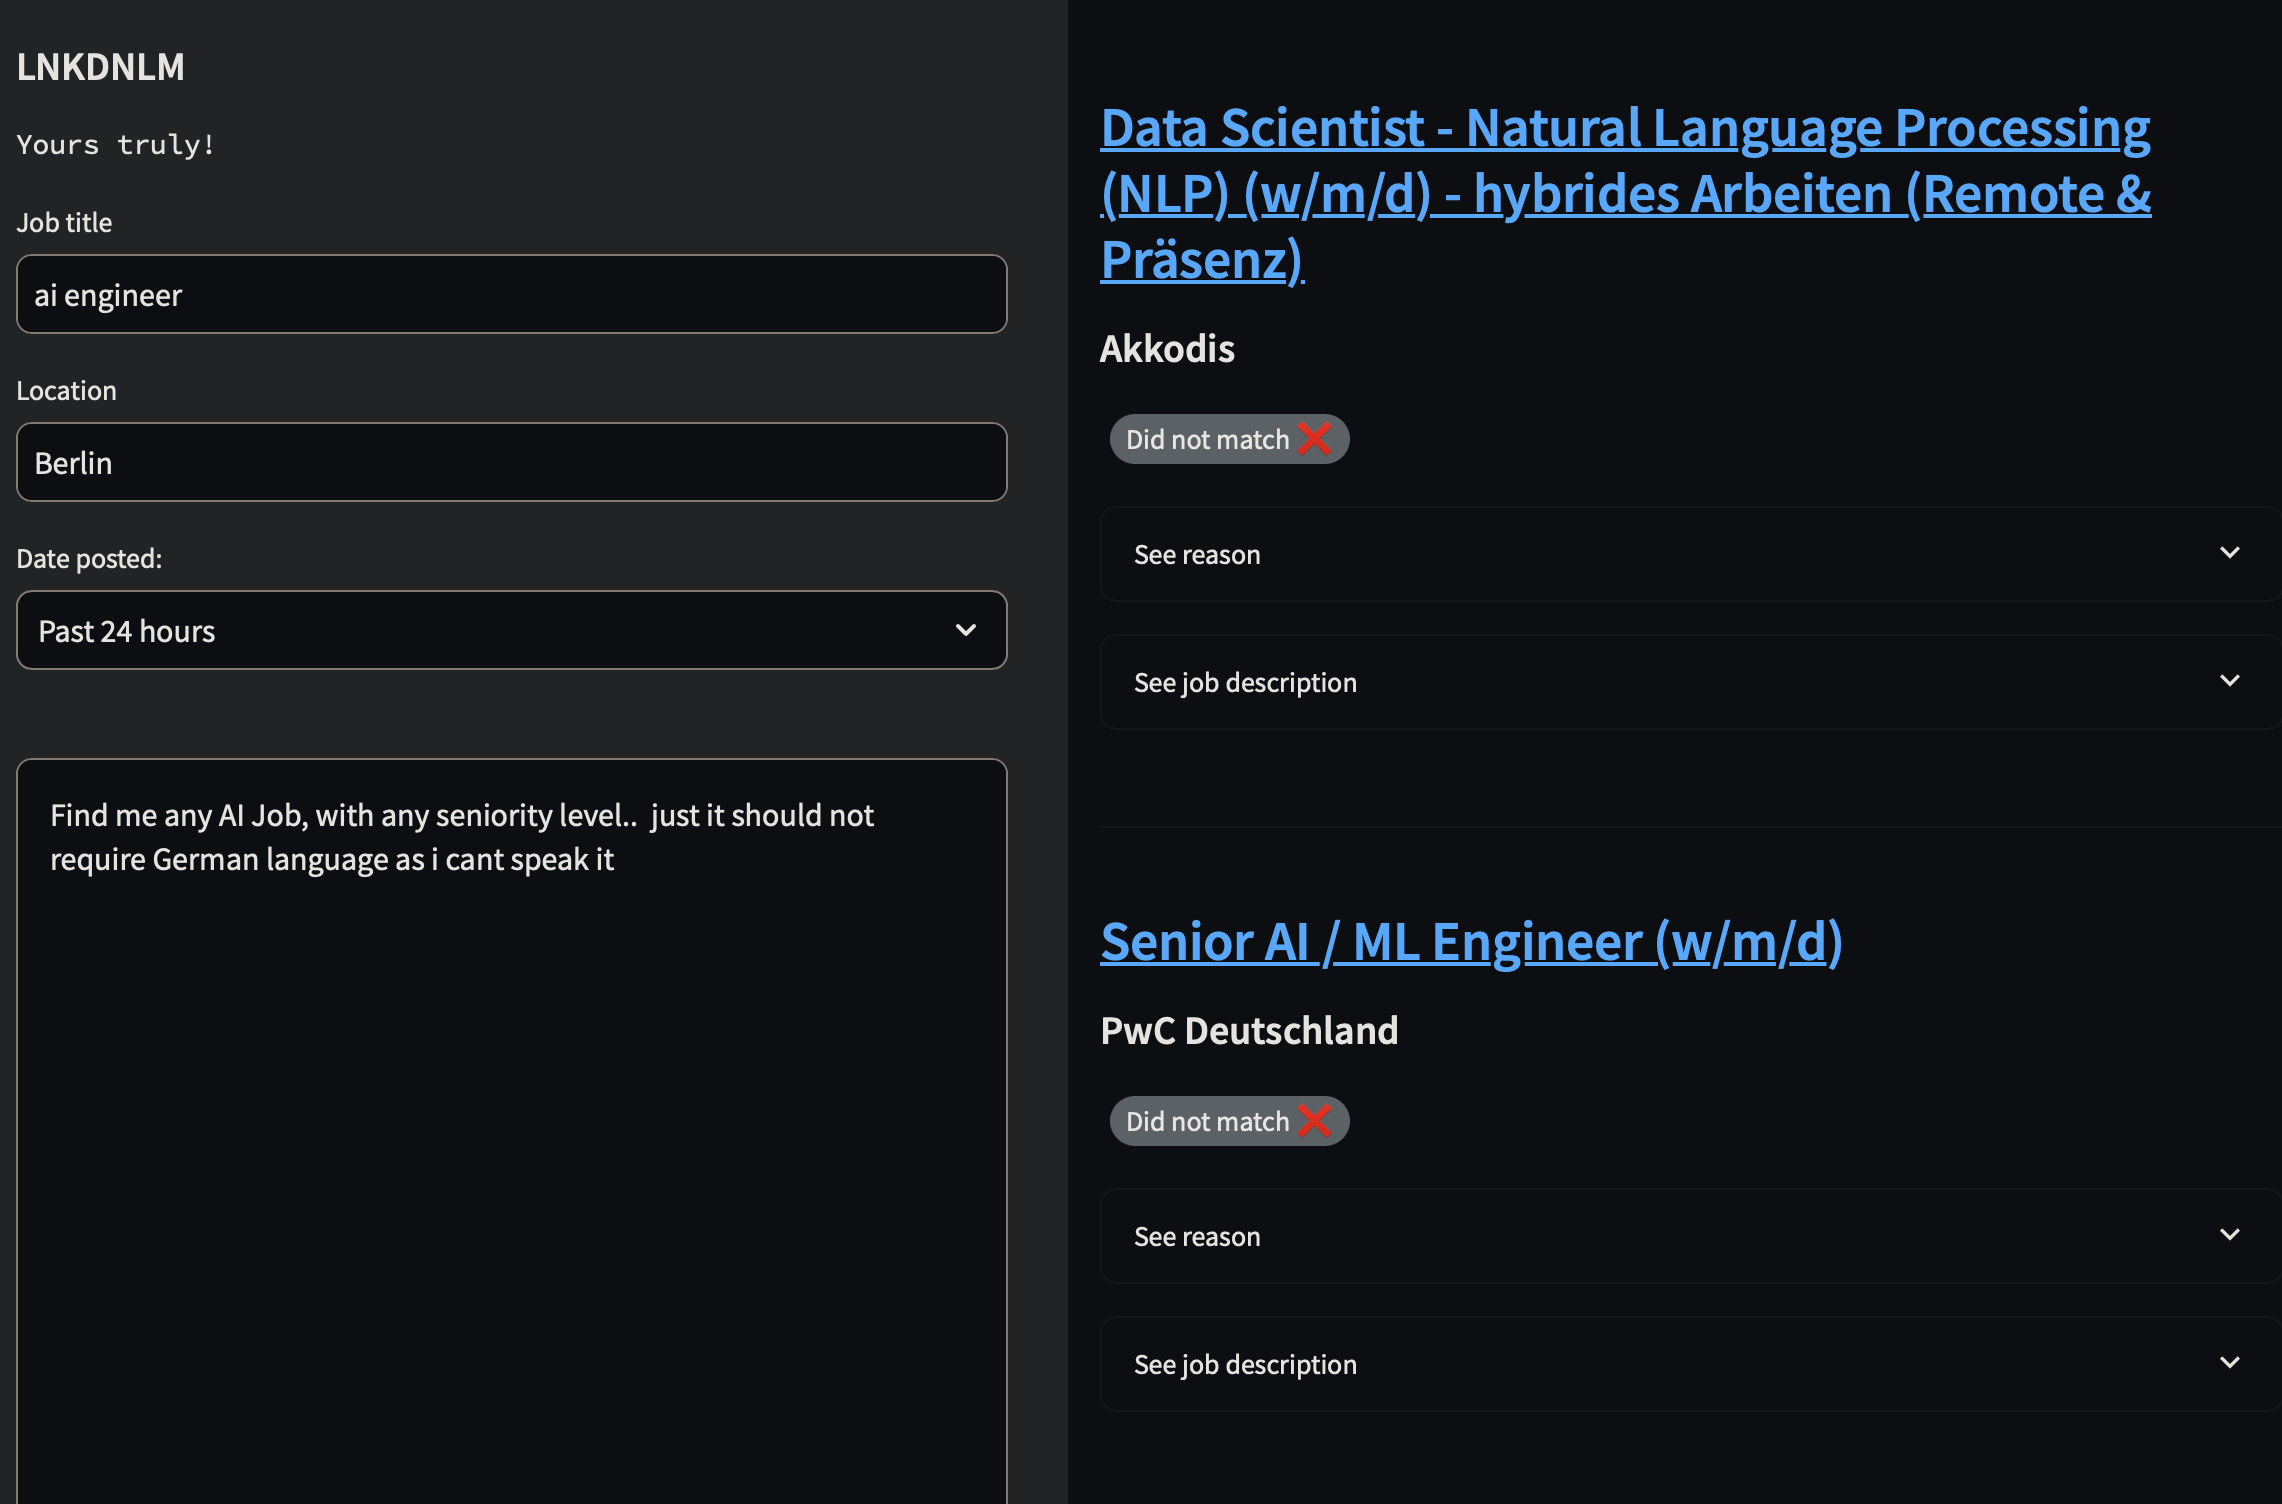 LNKDNLM
Yours truly!
Job title
ai engineer
Location
Berlin
Date posted:
Past 24 hours
Find me any AI Job, with any seniority level..  just it should not
require German language as i cant speak it
Data Scientist - Natural Language Processing
(NLP) (w/m/d) - hybrides Arbeiten (Remote &
Präsenz)
Akkodis
Did not match ❌
See reason
See job description
Senior AI / ML Engineer (w/m/d)
PwC Deutschland
Did not match ❌
See reason
See job description